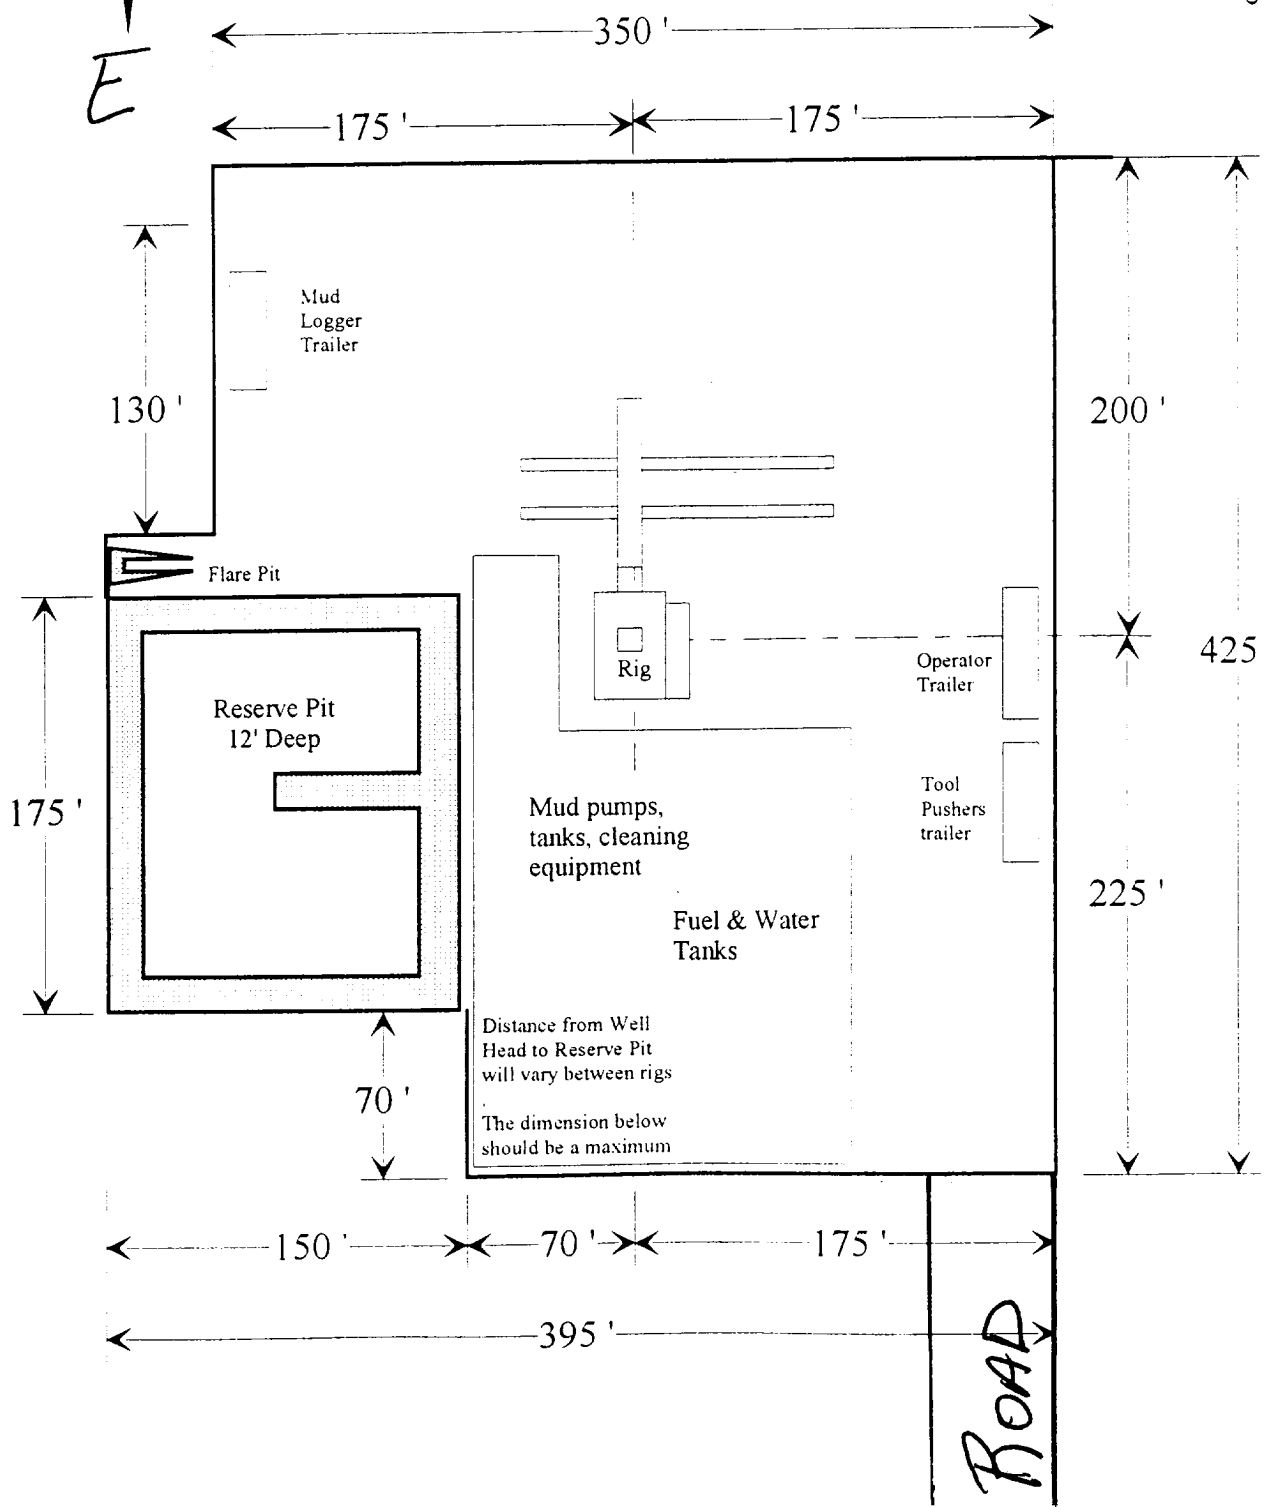 350 '
E
175 '
175 '
Mud
Logger
Trailer
130 '
200 '
Flare Pit
Rig
Operator
Trailer
425
Reserve Pit
12' Deep
175 '
Mud pumps,
tanks, cleaning
equipment
Tool
Pushers
trailer
225 '
Fuel & Water
Tanks
Distance from Well
Head to Reserve Pit
will vary between rigs
70 '
The dimension below
should be a maximum
150 '
70 '
175 '
395 '
ROAD